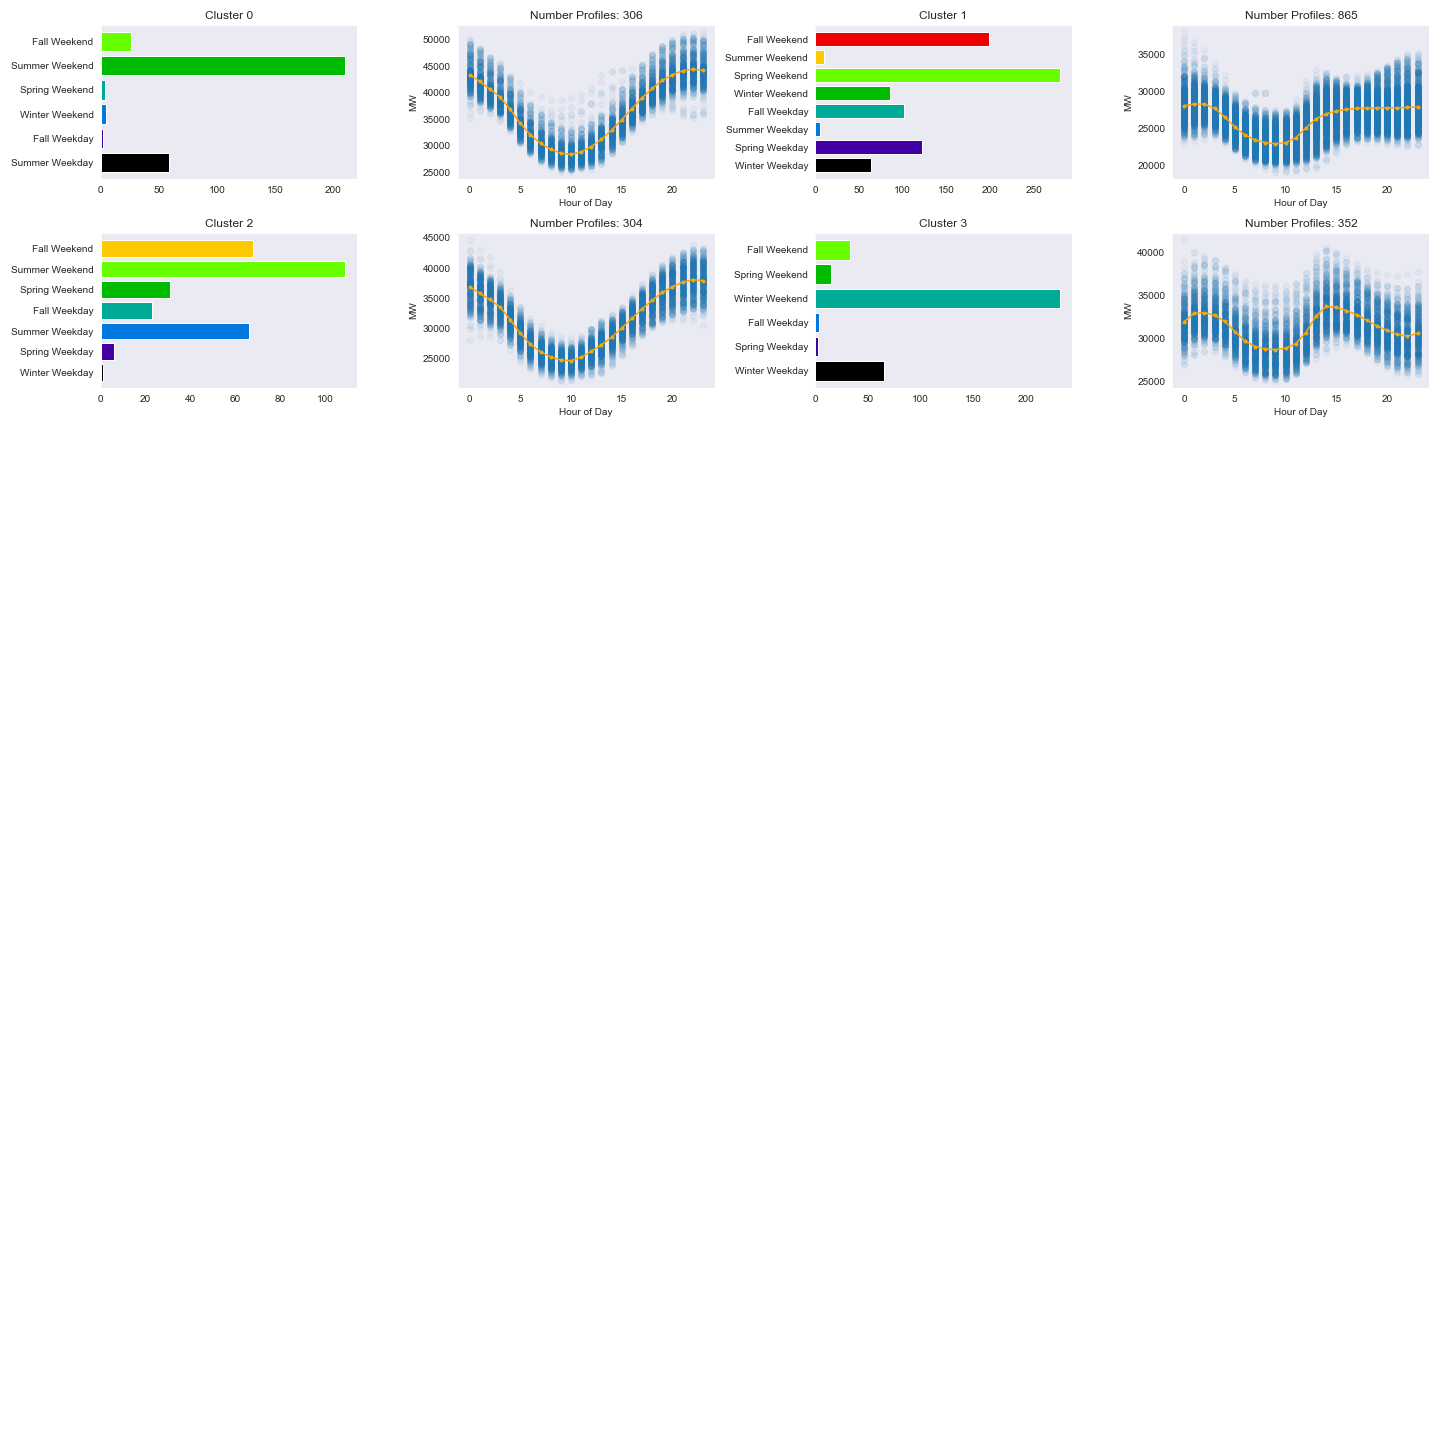 Cluster 0
Fall Weekend
Summer Weekend
Spring Weekend
Winter Weekend
Fall Weekday
Summer Weekday
0 50 100 150 200
Number Profiles: 306
MW
50000
45000
40000
35000
30000
25000
0 5 10 15 20
Hour of Day
Cluster 1
Fall Weekend
Summer Weekend
Spring Weekend
Winter Weekend
Fall Weekday
Summer Weekday
Spring Weekday
Winter Weekday
0 50 100 150 200 250
Number Profiles: 865
MW
35000
30000
25000
20000
0 5 10 15 20
Hour of Day
Cluster 2
Fall Weekend
Summer Weekend
Spring Weekend
Fall Weekday
Summer Weekday
Spring Weekday
Winter Weekday
0 20 40 60 80 100
Number Profiles: 304
MW
45000
40000
35000
30000
25000
0 5 10 15 20
Hour of Day
Cluster 3
Fall Weekend
Spring Weekend
Winter Weekend
Fall Weekday
Spring Weekday
Winter Weekday
0 50 100 150 200
Number Profiles: 352
MW
40000
35000
30000
25000
0 5 10 15 20
Hour of Day